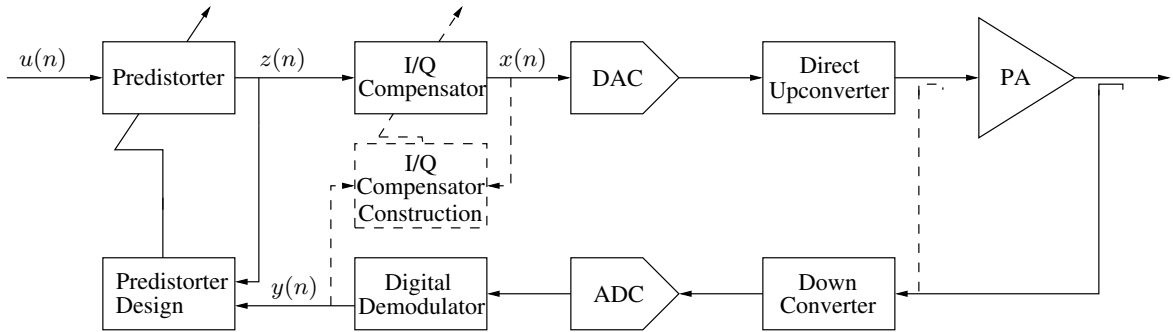 u(n)
Predistorter
z(n)
I/Q
Compensator
x(n)
DAC
Direct
Upconverter
PA
I/Q
Compensator
Construction
Predistorter
Design
y(n)
Digital
Demodulator
ADC
Down
Converter